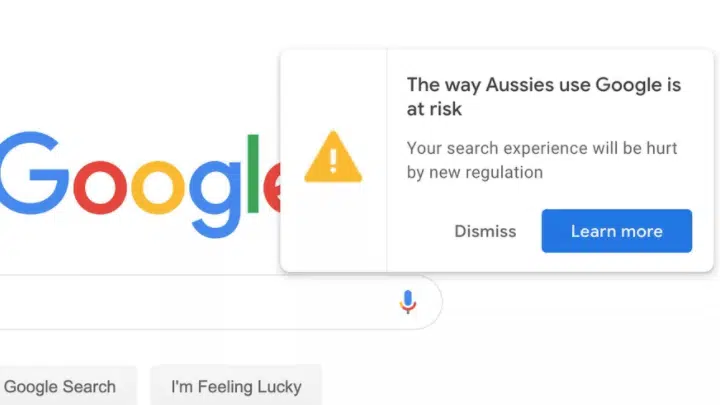 Google
The way Aussies use Google is
at risk
Your search experience will be hurt
by new regulation
Dismiss
Learn more
Google Search
I'm Feeling Lucky